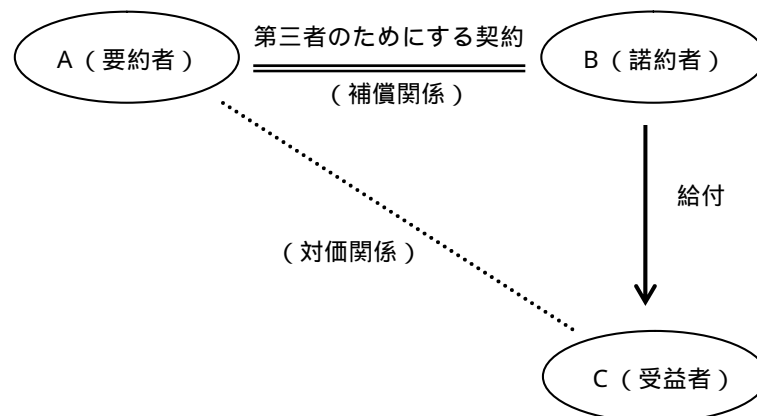 第三者のためにする契約
A（要約者）
B（諾約者）
（補償関係）
給付
（対価関係）
C（受益者）